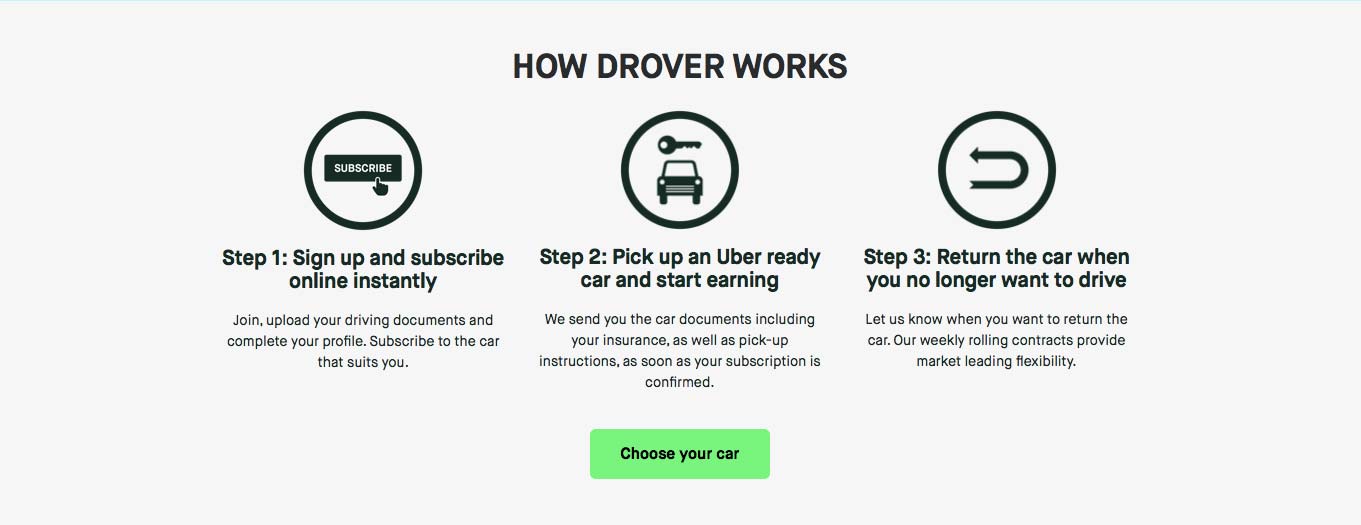 HOW DROVER WORKS
SUBSCRIBE
Step 1: Sign up and subscribe
online instantly
Join, upload your driving documents and
complete your profile. Subscribe to the car
that suits you.
Step 2: Pick up an Uber ready
car and start earning
We send you the car documents including
your insurance, as well as pick-up
instructions, as soon as your subscription is
confirmed.
Step 3: Return the car when
you no longer want to drive
Let us know when you want to return the
car. Our weekly rolling contracts provide
market leading flexibility.
Choose your car